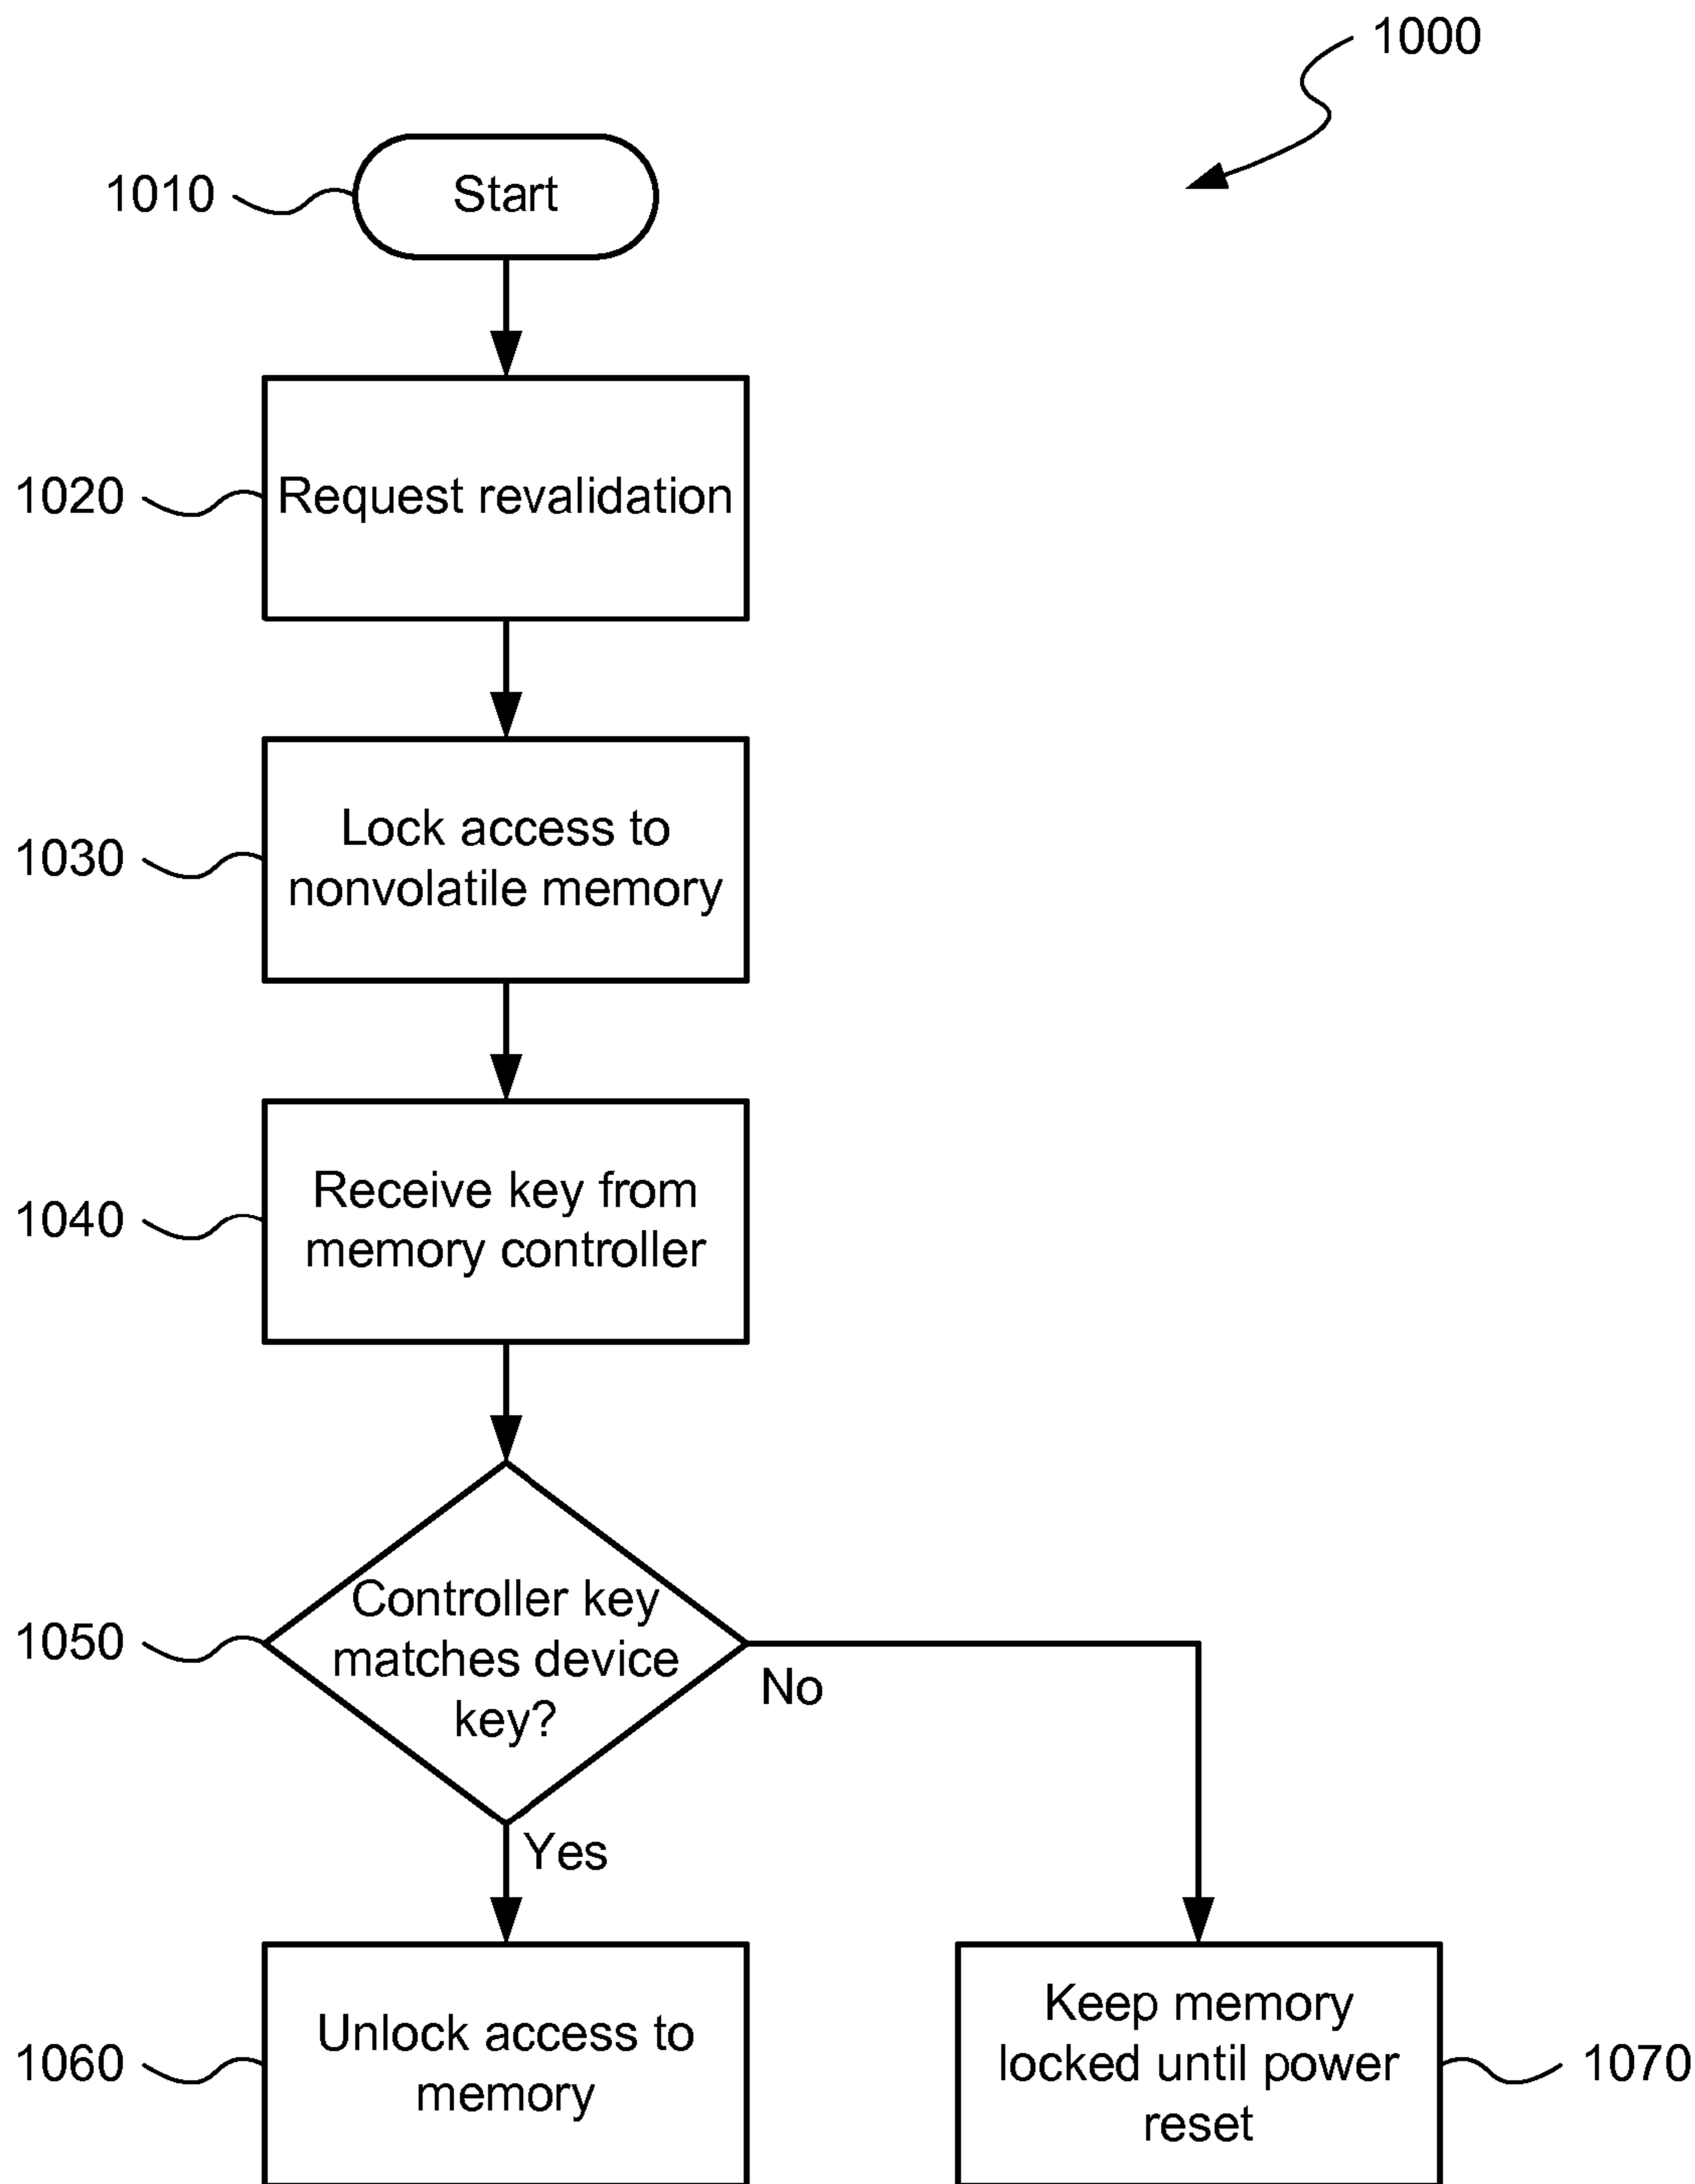 1000
1010
Start
1020
Request revalidation
1030
Lock access to
nonvolatile memory
1040
Receive key from
memory controller
1050
Controller key
matches device
key?
No
Yes
1060
Unlock access to
memory
Keep memory
locked until power
reset
1070